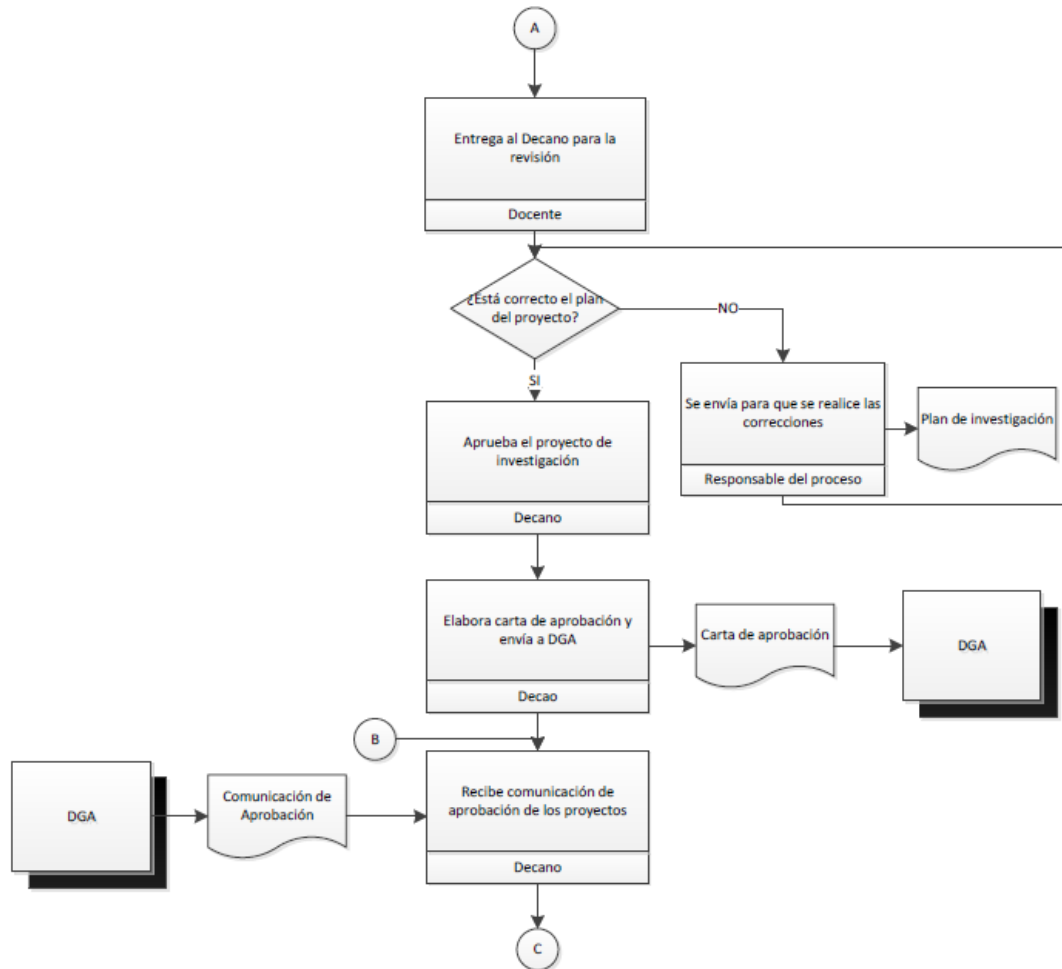 A
Entrega al Decano para la
revisión
Docente
¿Está correcto el plan
del proyecto?
NO
SI
Se envía para que se realice las
correcciones
Responsable del proceso
Plan de investigación
Aprueba el proyecto de
investigación
Decano
Elabora carta de aprobación y
envía a DGA
Decao
Carta de aprobación
DGA
B
DGA
Comunicación de
Aprobación
Recibe comunicación de
aprobación de los proyectos
Decano
C